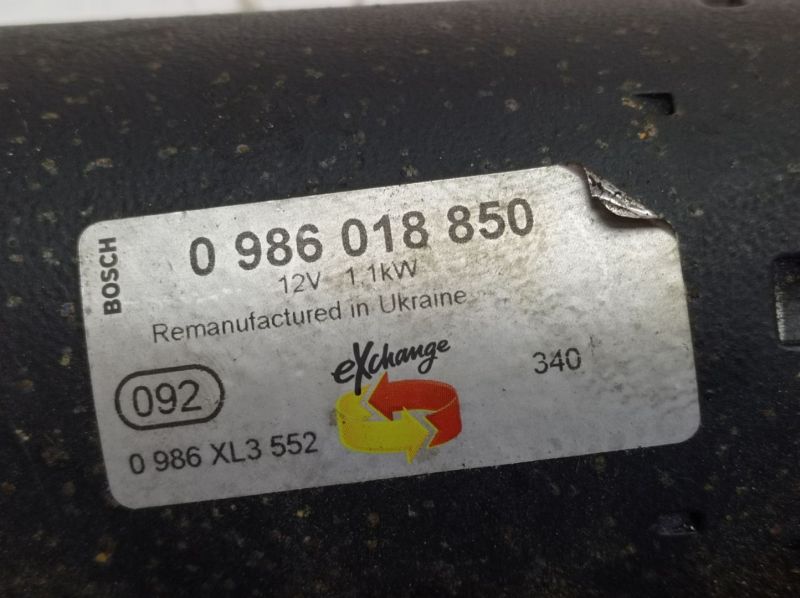 BOSCH
0 986 018 850
12V 1.1kW
Remanufactured in Ukraine
eXchange
340
092
0 986 XL3 552